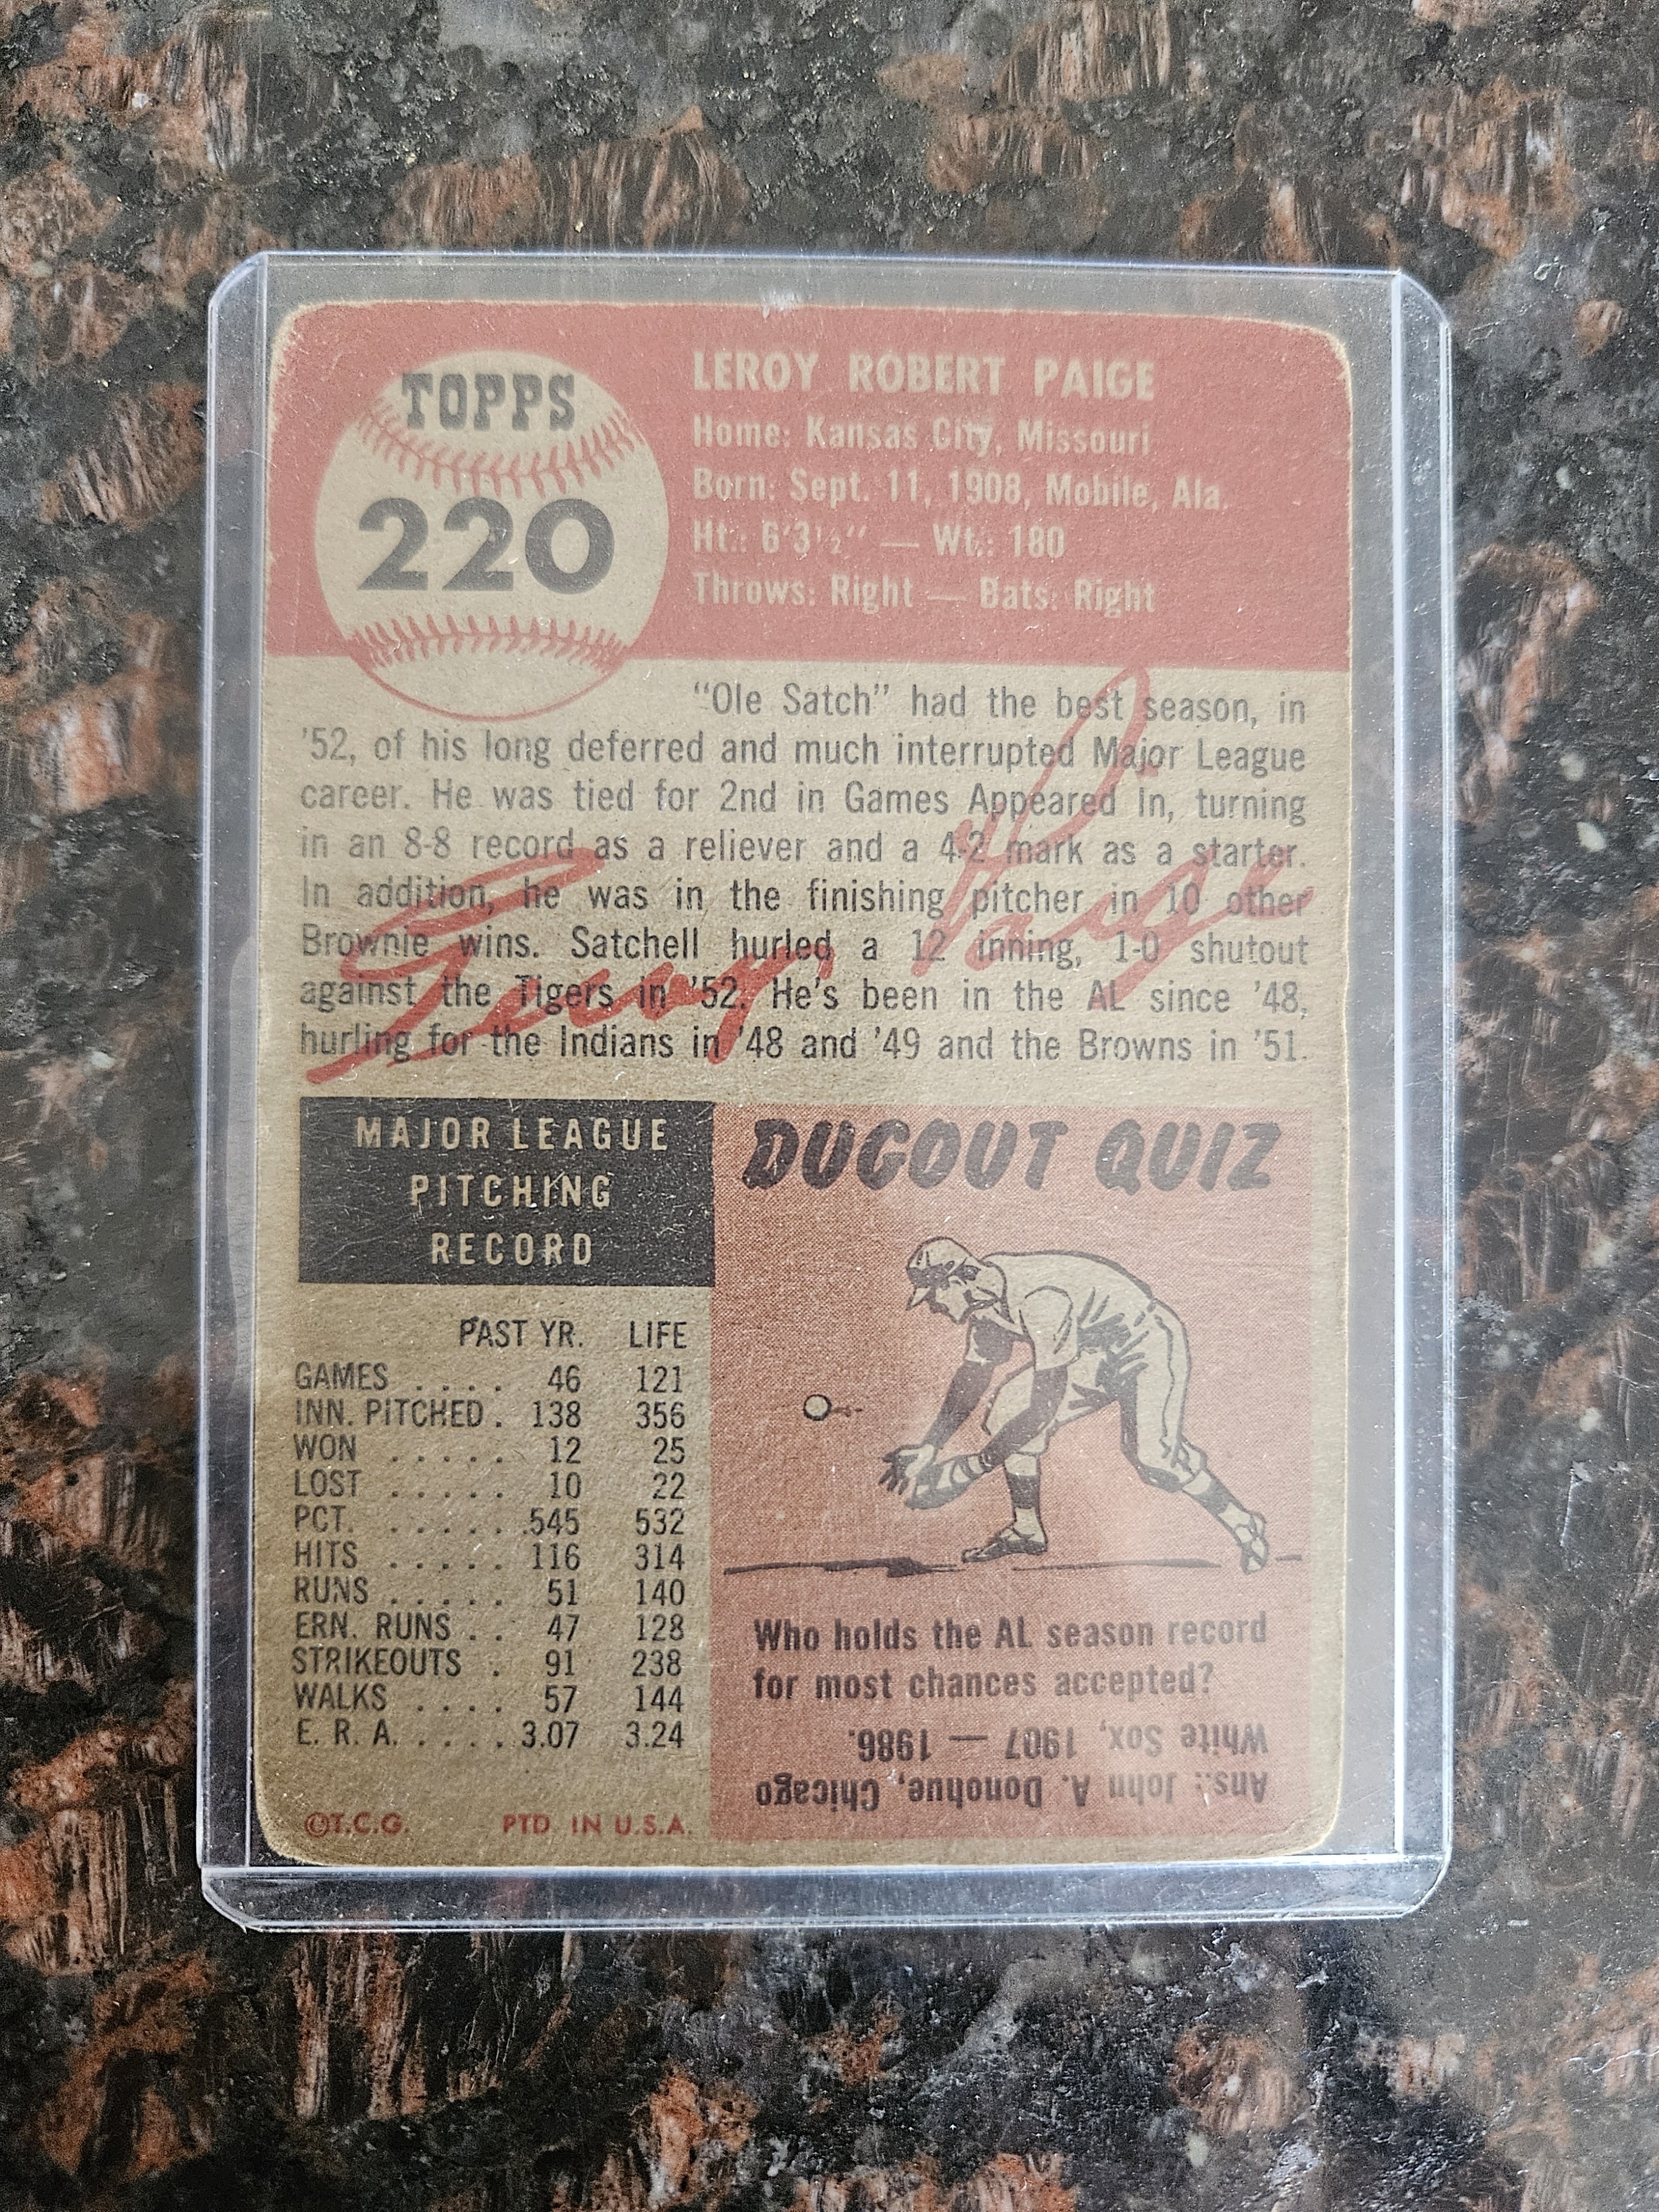 TOPPS
220
LEROY ROBERT PAIGE
Home: Kansas City, Missouri
Born: Sept. 11, 1908, Mobile, Ala.
Ht.: 6'3½" — Wt.: 180
Throws: Right — Bats: Right
"Ole Satch" had the best season, in
'52, of his long deferred and much interrupted Major League
career. He was tied for 2nd in Games Appeared In, turning
in an 8-8 record as a reliever and a 4-2 mark as a starter.
In addition, he was in the finishing pitcher in 10 other
Brownie wins. Satchell hurled a 12 inning, 1-0 shutout
against the Tigers in '52. He's been in the AL since '48,
hurling for the Indians in '48 and '49 and the Browns in '51.
Leroy Paige
MAJOR LEAGUE
PITCHING
RECORD
PAST YR. LIFE
GAMES .... 46 121
INN. PITCHED . 138 356
WON ..... 12 25
LOST ..... 10 22
PCT. ..... .545 532
HITS ..... 116 314
RUNS ..... 51 140
ERN. RUNS .. 47 128
STRIKEOUTS . 91 238
WALKS .... 57 144
E. R. A. .... 3.07 3.24
©T.C.G. PTD. IN U.S.A.
DUGOUT QUIZ
Who holds the AL season record
for most chances accepted?
Ans.: John A. Donohue, Chicago
White Sox, 1907 — 1986.